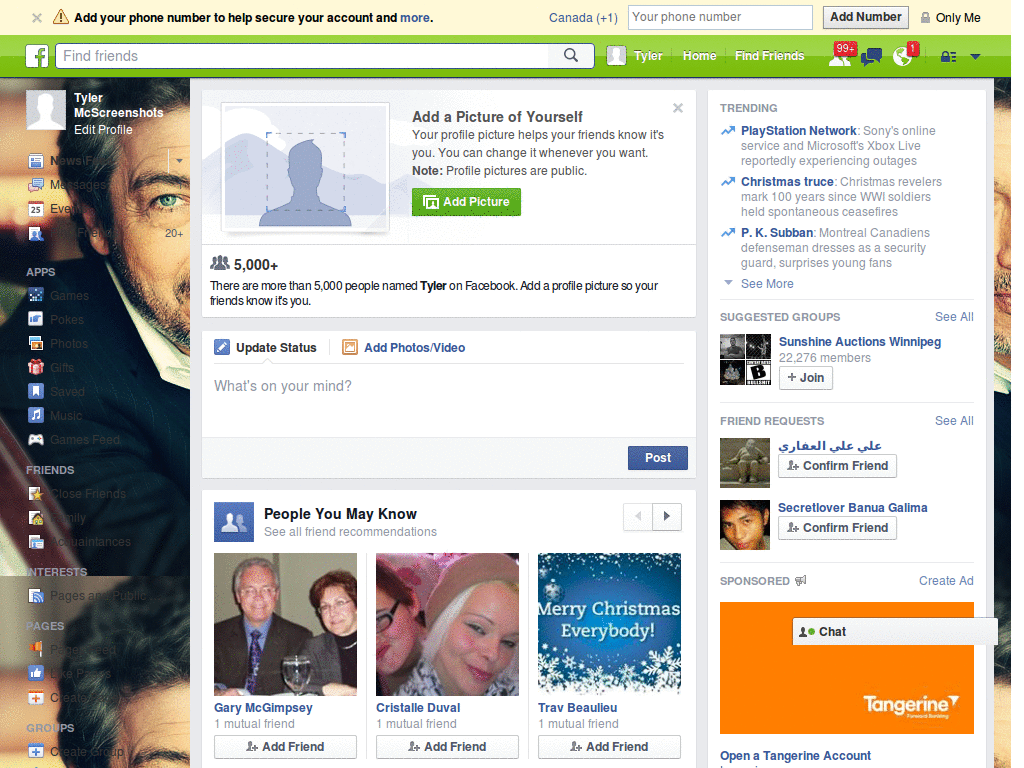 Add your phone number to help secure your account and more.
Canada (+1)
Your phone number
Add Number
Only Me
Find friends
Tyler
Home
Find Friends
99+
1
Tyler
McScreenshots
Edit Profile
News Feed
Messages
25
Events
20+
APPS
Games
Pokes
Photos
Gifts
Saved
Music
Games Feed
FRIENDS
Close Friends
Family
Acquaintances
INTERESTS
Pages and Public
PAGES
Pages Feed
Like Pages
Create
GROUPS
Create Group
Add a Picture of Yourself
Your profile picture helps your friends know it's
you. You can change it whenever you want.
Note: Profile pictures are public.
Add Picture
5,000+
There are more than 5,000 people named Tyler on Facebook. Add a profile picture so your
friends know it's you.
Update Status
Add Photos/Video
What's on your mind?
Post
People You May Know
See all friend recommendations
Merry Christmas
Everybody!
Gary McGimpsey
1 mutual friend
Add Friend
Cristalle Duval
1 mutual friend
Add Friend
Trav Beaulieu
1 mutual friend
Add Friend
TRENDING
PlayStation Network: Sony's online
service and Microsoft's Xbox Live
reportedly experiencing outages
Christmas truce: Christmas revelers
mark 100 years since WWI soldiers
held spontaneous ceasefires
P. K. Subban: Montreal Canadiens
defenseman dresses as a security
guard, surprises young fans
See More
SUGGESTED GROUPS
See All
Sunshine Auctions Winnipeg
22,276 members
+ Join
FRIEND REQUESTS
See All
علي علي العفاري
Confirm Friend
Secretlover Banua Galima
Confirm Friend
SPONSORED
Create Ad
Chat
Tangerine
Forward Banking
Open a Tangerine Account